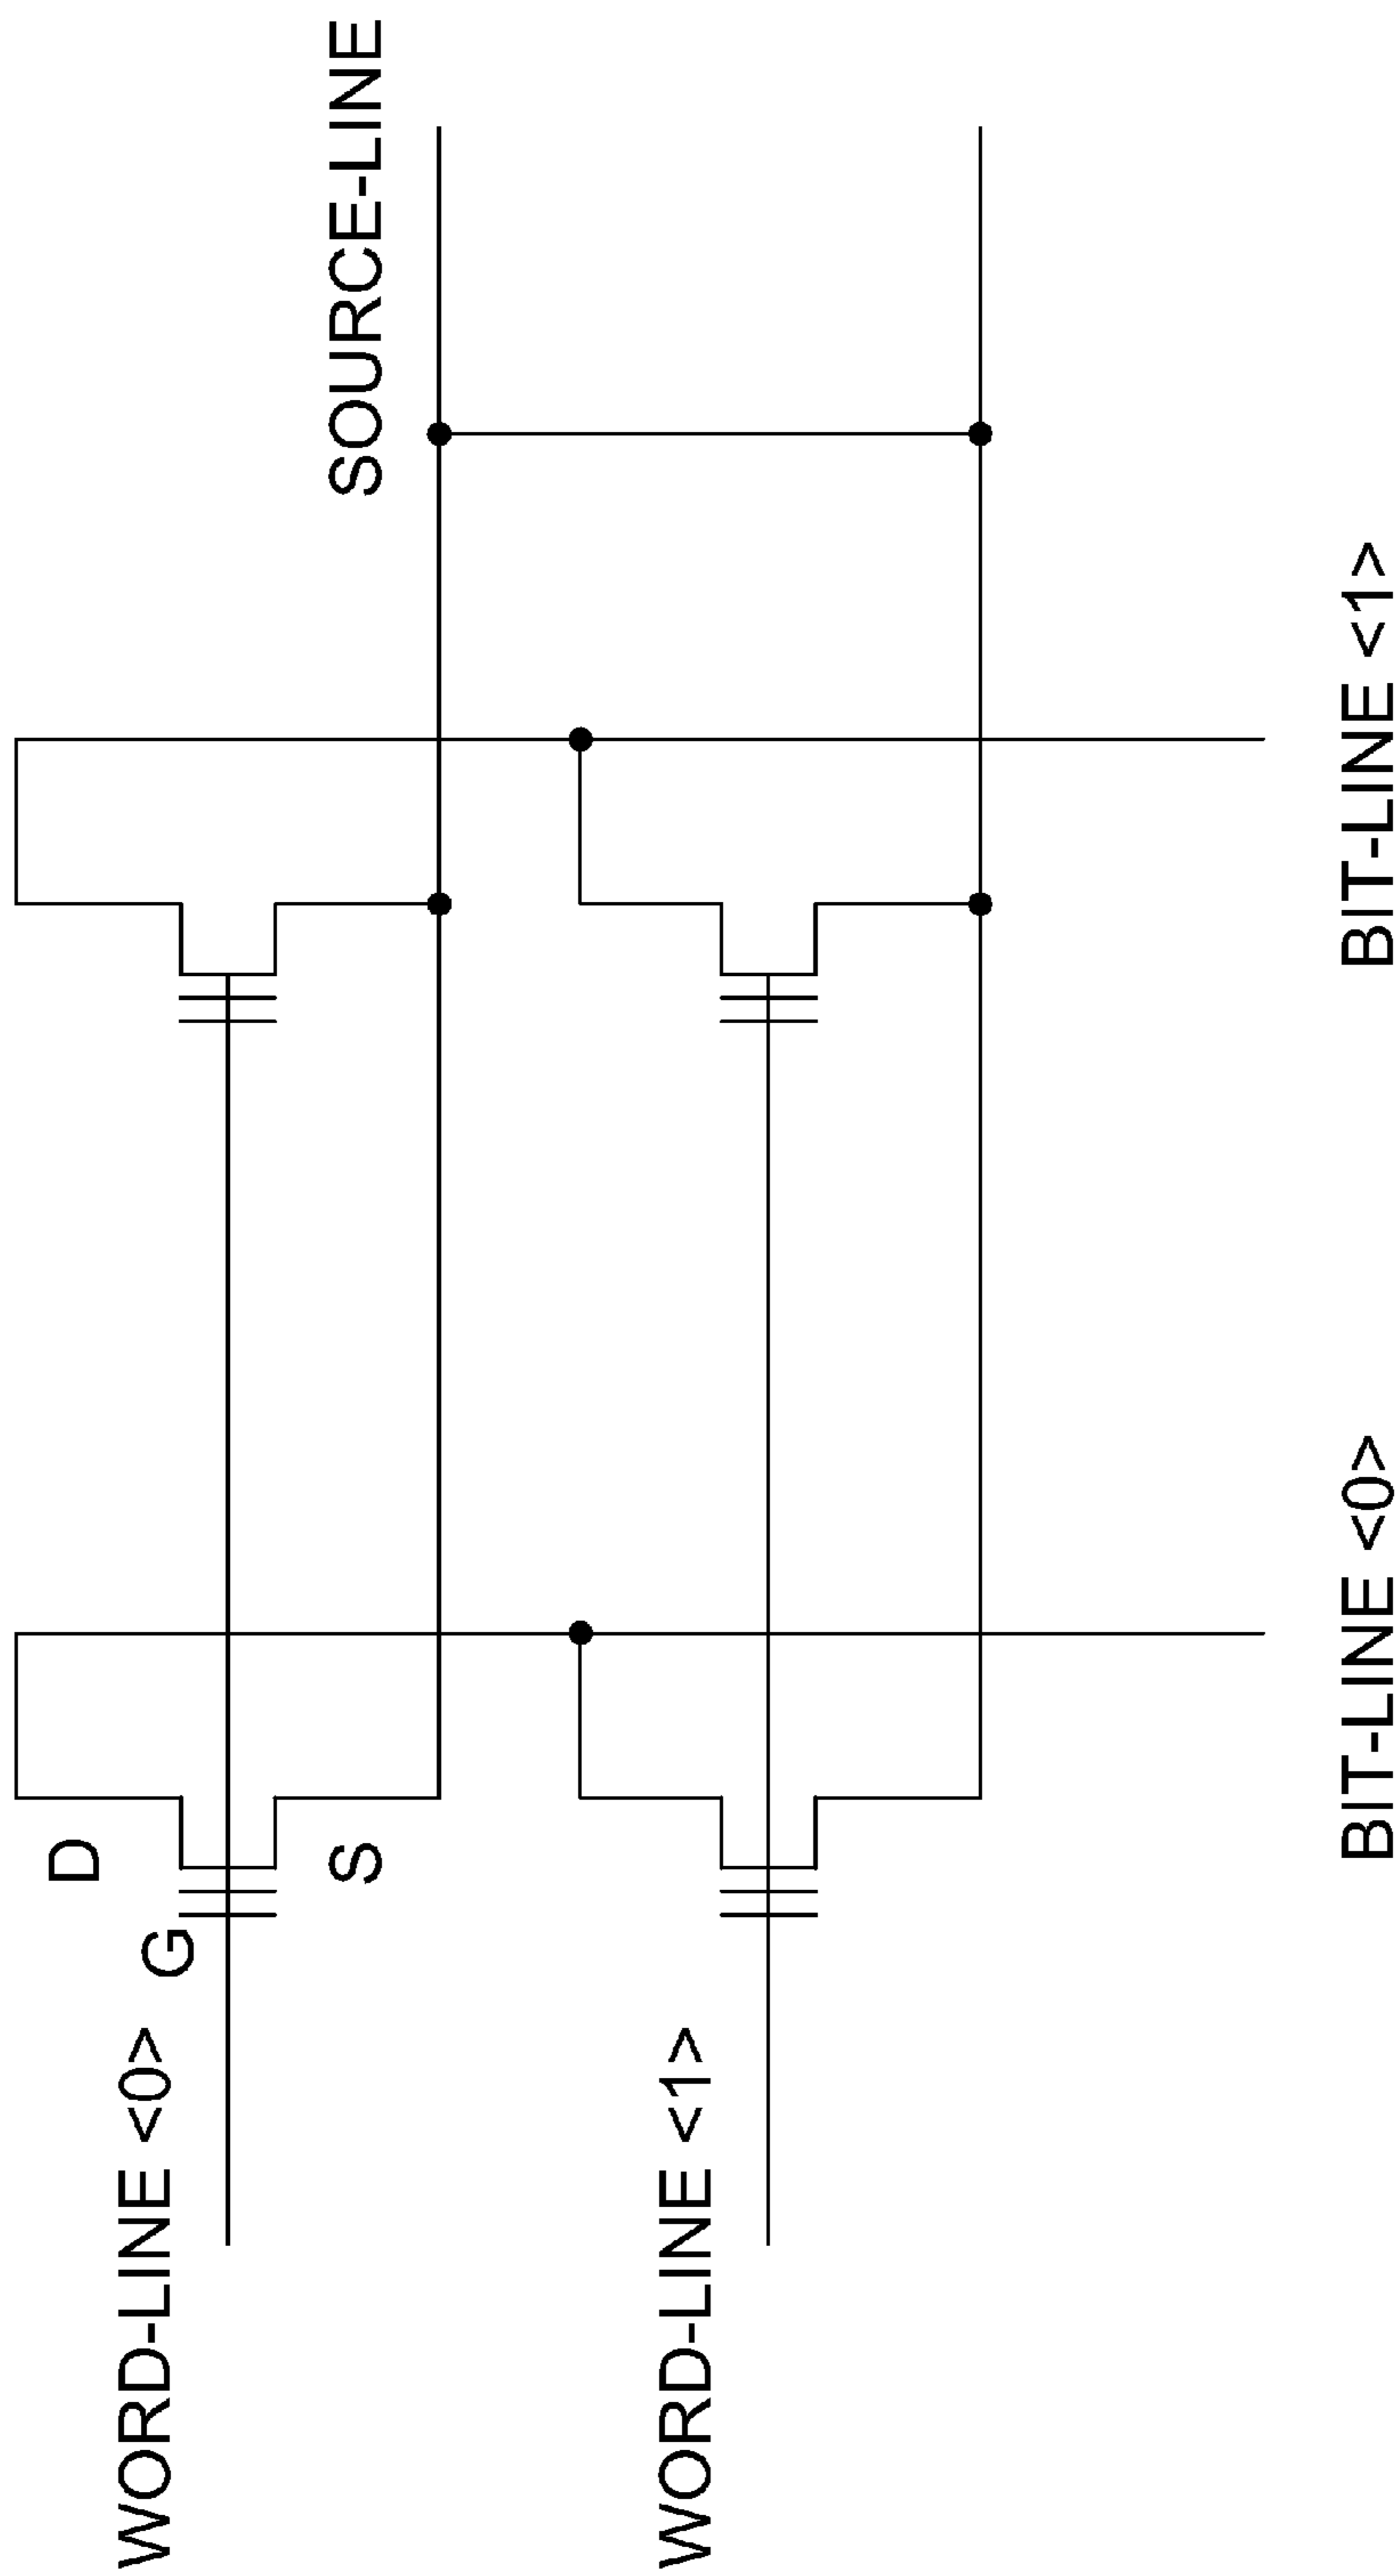 WORD-LINE <0>
G
D
S
SOURCE-LINE
WORD-LINE <1>
BIT-LINE <0>
BIT-LINE <1>